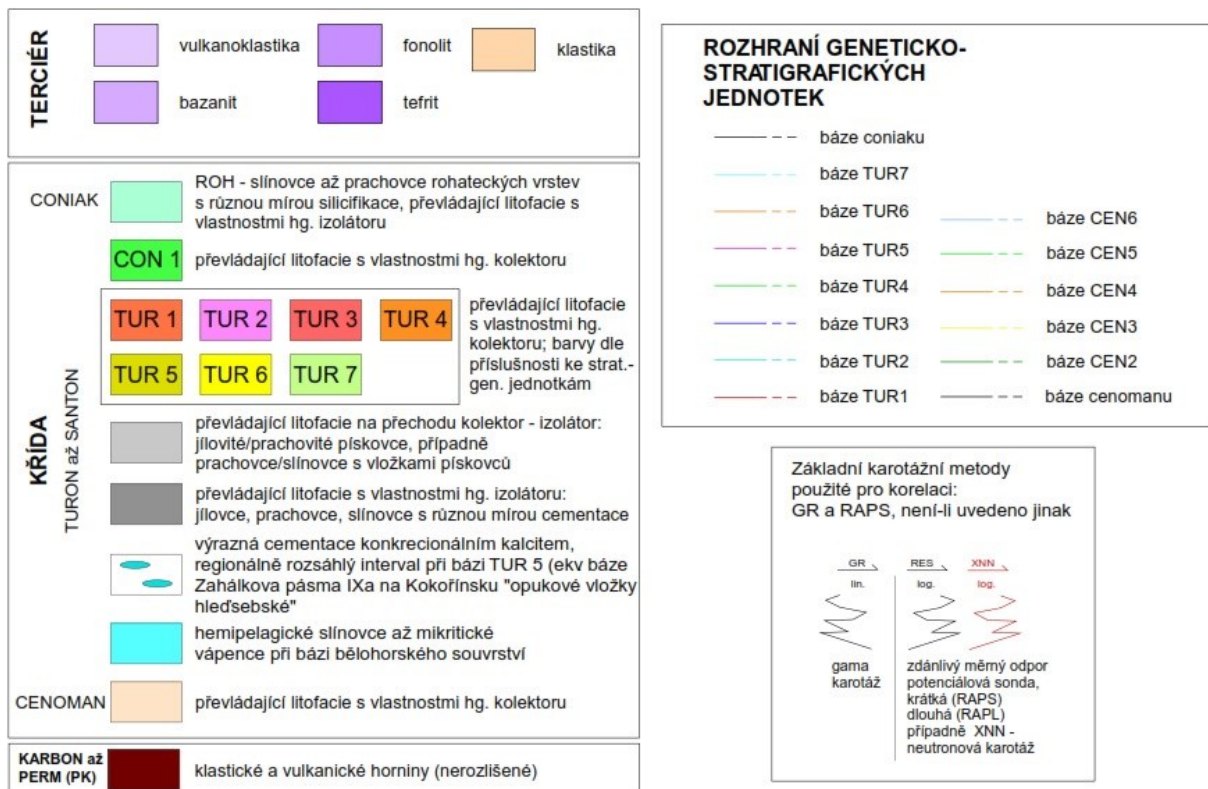 TERCIÉR
vulkanoklastika
fonolit
klastika
bazanit
tefrit
KŘÍDA
CONIAK
ROH - slínovce až prachovce rohateckých vrstev
s různou mírou silicifikace, převládající litofacie s
vlastnostmi hg. izolátoru
CON 1
převládající litofacie s vlastnostmi hg. kolektoru
TURON až SANTON
TUR 1
TUR 2
TUR 3
TUR 4
TUR 5
TUR 6
TUR 7
převládající litofacie
s vlastnostmi hg.
kolektoru; barvy dle
příslušnosti ke strat.-
gen. jednotkám
převládající litofacie na přechodu kolektor - izolátor:
jílovité/prachovité pískovce, případně
prachovce/slínovce s vložkami pískovců
převládající litofacie s vlastnostmi hg. izolátoru:
jílovce, prachovce, slínovce s různou mírou cementace
výrazná cementace konkrecionálním kalcitem,
regionálně rozsáhlý interval při bázi TUR 5 (ekv báze
Zahálkova pásma IXa na Kokořínsku "opukové vložky
hleďsebské"
hemipelagické slínovce až mikritické
vápence při bázi bělohorského souvrství
CENOMAN
převládající litofacie s vlastnostmi hg. kolektoru
KARBON až
PERM (PK)
klastické a vulkanické horniny (nerozlišené)
ROZHRANÍ GENETICKO-
STRATIGRAFICKÝCH
JEDNOTEK
báze coniaku
báze TUR7
báze TUR6
báze TUR5
báze TUR4
báze TUR3
báze TUR2
báze TUR1
báze CEN6
báze CEN5
báze CEN4
báze CEN3
báze CEN2
báze cenomanu
Základní karotážní metody
použité pro korelaci:
GR a RAPS, není-li uvedeno jinak
GR
lin.
RES
log.
XNN
log.
gama
karotáž
zdánlivý měrný odpor
potenciálová sonda,
krátká (RAPS)
dlouhá (RAPL)
případně XNN -
neutronová karotáž